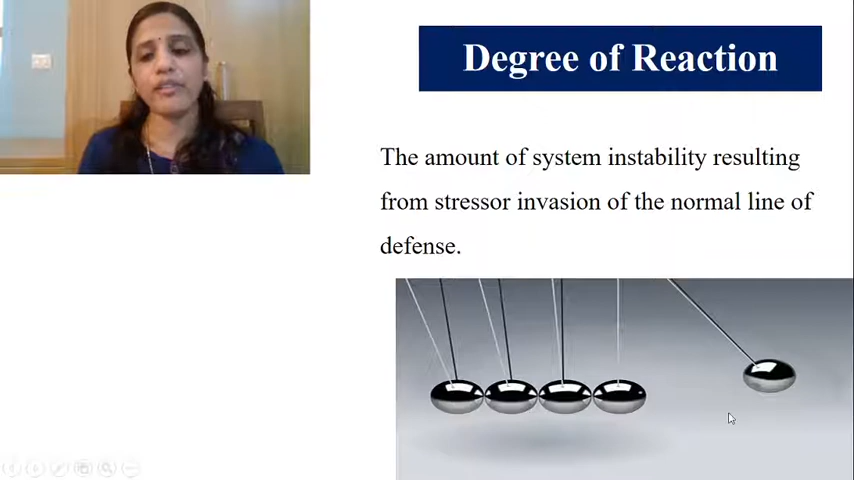 Degree of Reaction
The amount of system instability resulting
from stressor invasion of the normal line of
defense.